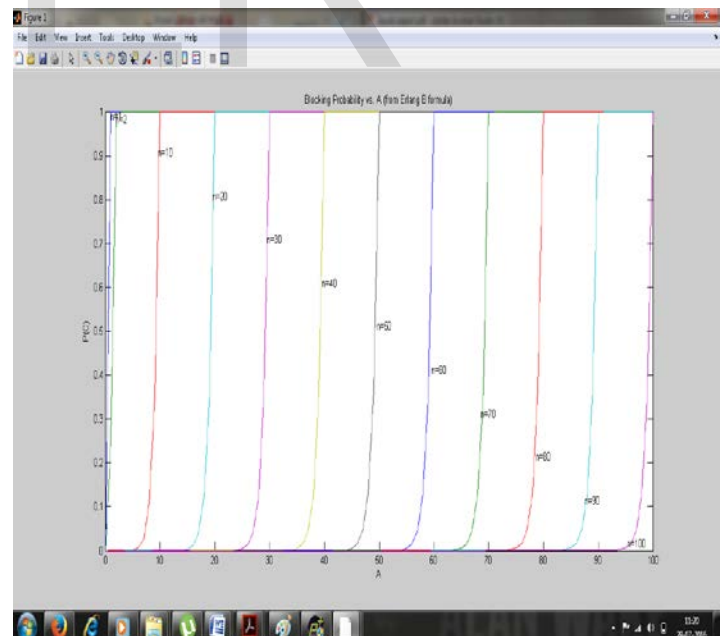 Figure 1
File Edit View Insert Tools Desktop Window Help
Blocking Probability vs. A (from Erlang B formula)
n=2
n=10
n=20
n=30
n=40
n=50
n=60
n=70
n=80
n=90
n=100
Pr(C)
1
0.9
0.8
0.7
0.6
0.5
0.4
0.3
0.2
0.1
0
0 10 20 30 40 50 60 70 80 90 100
A